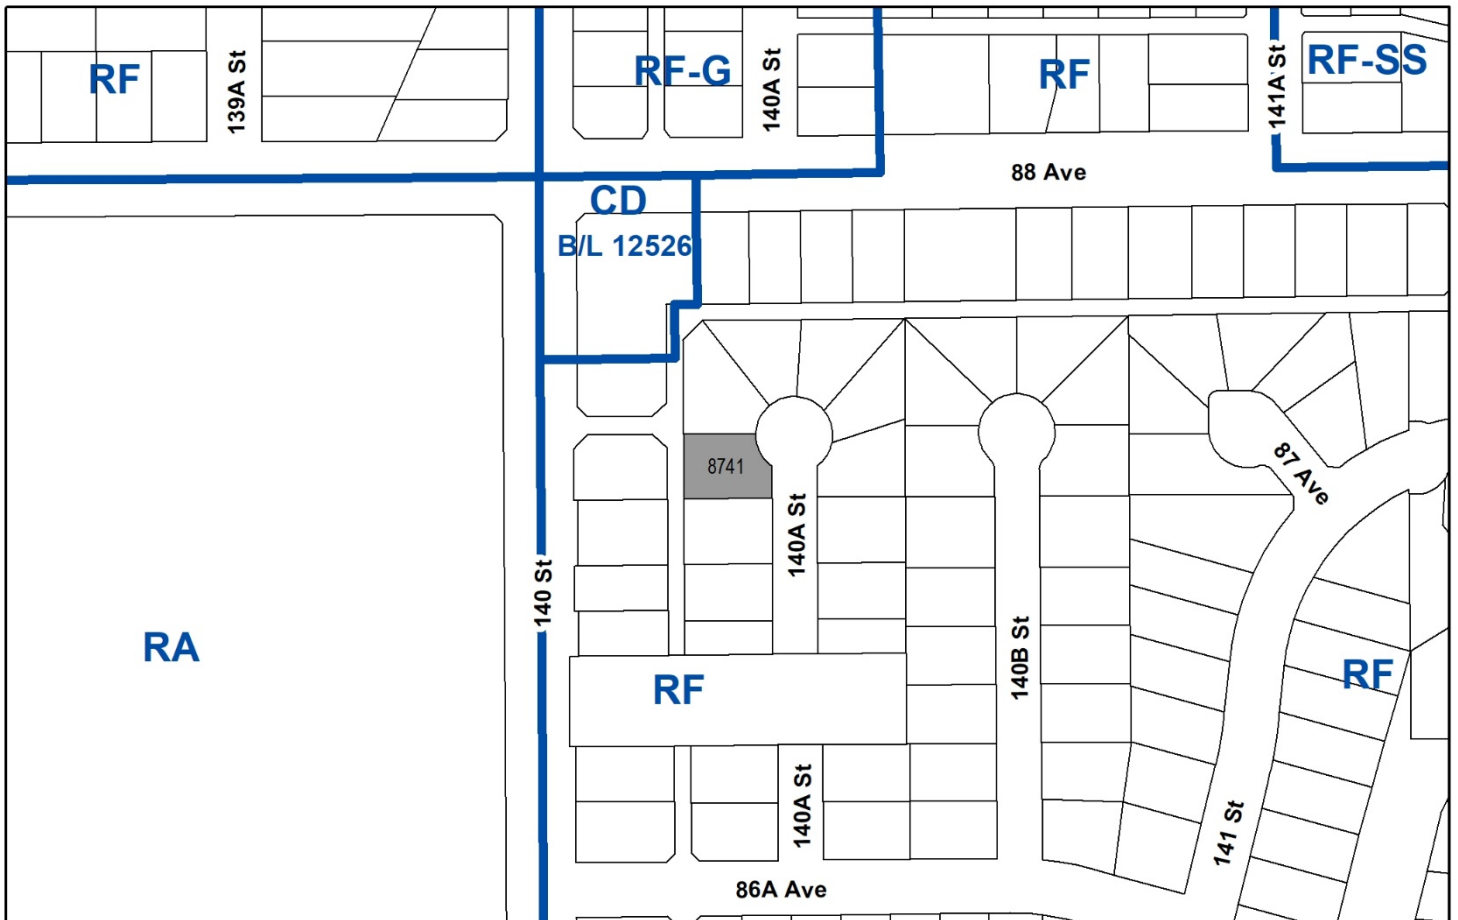 RF
139A St
RF-G
140A St
RF
141A St
RF-SS
88 Ave
CD
B/L 12526
8741
87 Ave
140A St
140 St
140B St
RA
RF
RF
140A St
141 St
86A Ave